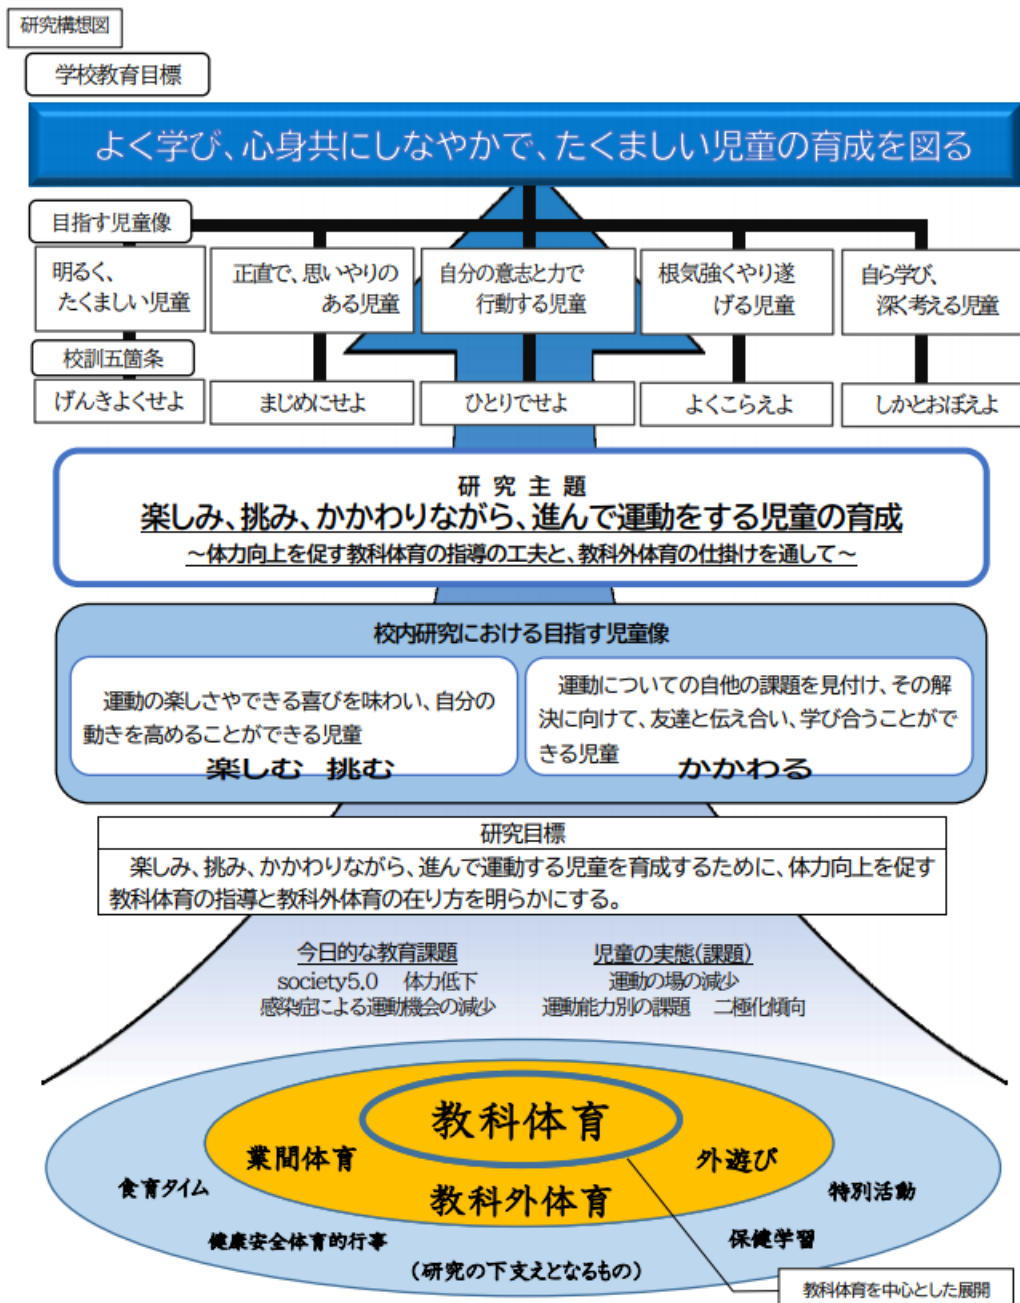 研究構想図
学校教育目標
よく学び、心身共にしなやかで、たくましい児童の育成を図る
目指す児童像
明るく、
たくましい児童
正直で、思いやりの
ある児童
自分の意志と力で
行動する児童
根気強くやり遂
げる児童
自ら学び、
深く考える児童
校訓五箇条
げんきよくせよ
まじめにせよ
ひとりでせよ
よくこらえよ
しかとおぼえよ
研 究 主 題
楽しみ、挑み、かかわりながら、進んで運動をする児童の育成
～体力向上を促す教科体育の指導の工夫と、教科外体育の仕掛けを通して～
校内研究における目指す児童像
運動の楽しさやできる喜びを味わい、自分の
動きを高めることができる児童
楽しむ 挑む
運動についての自他の課題を見付け、その解
決に向けて、友達と伝え合い、学び合うことがで
きる児童
かかわる
研究目標
楽しみ、挑み、かかわりながら、進んで運動する児童を育成するために、体力向上を促す
教科体育の指導と教科外体育の在り方を明らかにする。
今日的な教育課題
society5.0 体力低下
感染症による運動機会の減少
児童の実態(課題)
運動の場の減少
運動能力別の課題 二極化傾向
教科体育
業間体育
外遊び
教科外体育
食育タイム
特別活動
健康安全体育的行事
保健学習
(研究の下支えとなるもの)
教科体育を中心とした展開